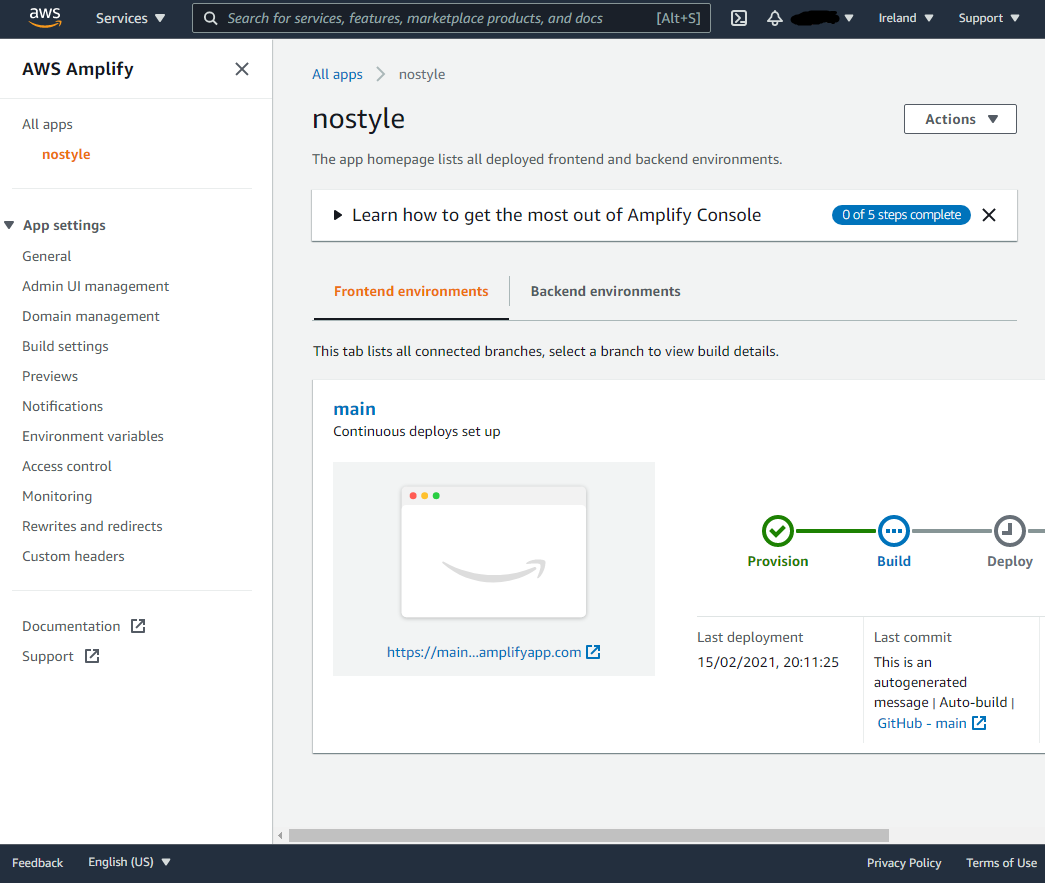 aws Services Search for services, features, marketplace products, and docs [Alt+S] Ireland Support
AWS Amplify
All apps
nostyle
App settings
General
Admin UI management
Domain management
Build settings
Previews
Notifications
Environment variables
Access control
Monitoring
Rewrites and redirects
Custom headers
Documentation
Support
All apps nostyle
nostyle
Actions
The app homepage lists all deployed frontend and backend environments.
Learn how to get the most out of Amplify Console 0 of 5 steps complete
Frontend environments Backend environments
This tab lists all connected branches, select a branch to view build details.
main
Continuous deploys set up
https://main...amplifyapp.com
Provision Build Deploy
Last deployment
15/02/2021, 20:11:25
Last commit
This is an
autogenerated
message | Auto-build |
GitHub - main
Feedback English (US) Privacy Policy Terms of Use